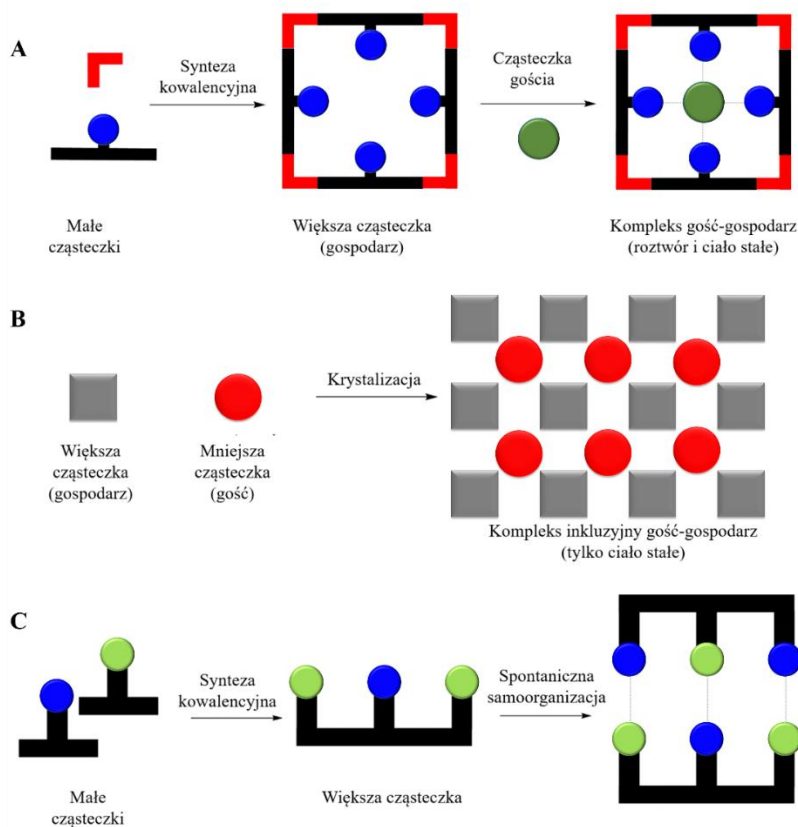 A
Synteza
kowalencyjna
Cząsteczka
gościa
Małe
cząsteczki
Większa cząsteczka
(gospodarz)
Kompleks gość-gospodarz
(roztwór i ciało stałe)
B
Krystalizacja
Większa
cząsteczka
(gospodarz)
Mniejsza
cząsteczka
(gość)
Kompleks inkluzyjny gość-gospodarz
(tylko ciało stałe)
C
Synteza
kowalencyjna
Spontaniczna
samoorganizacja
Małe
cząsteczki
Większa cząsteczka